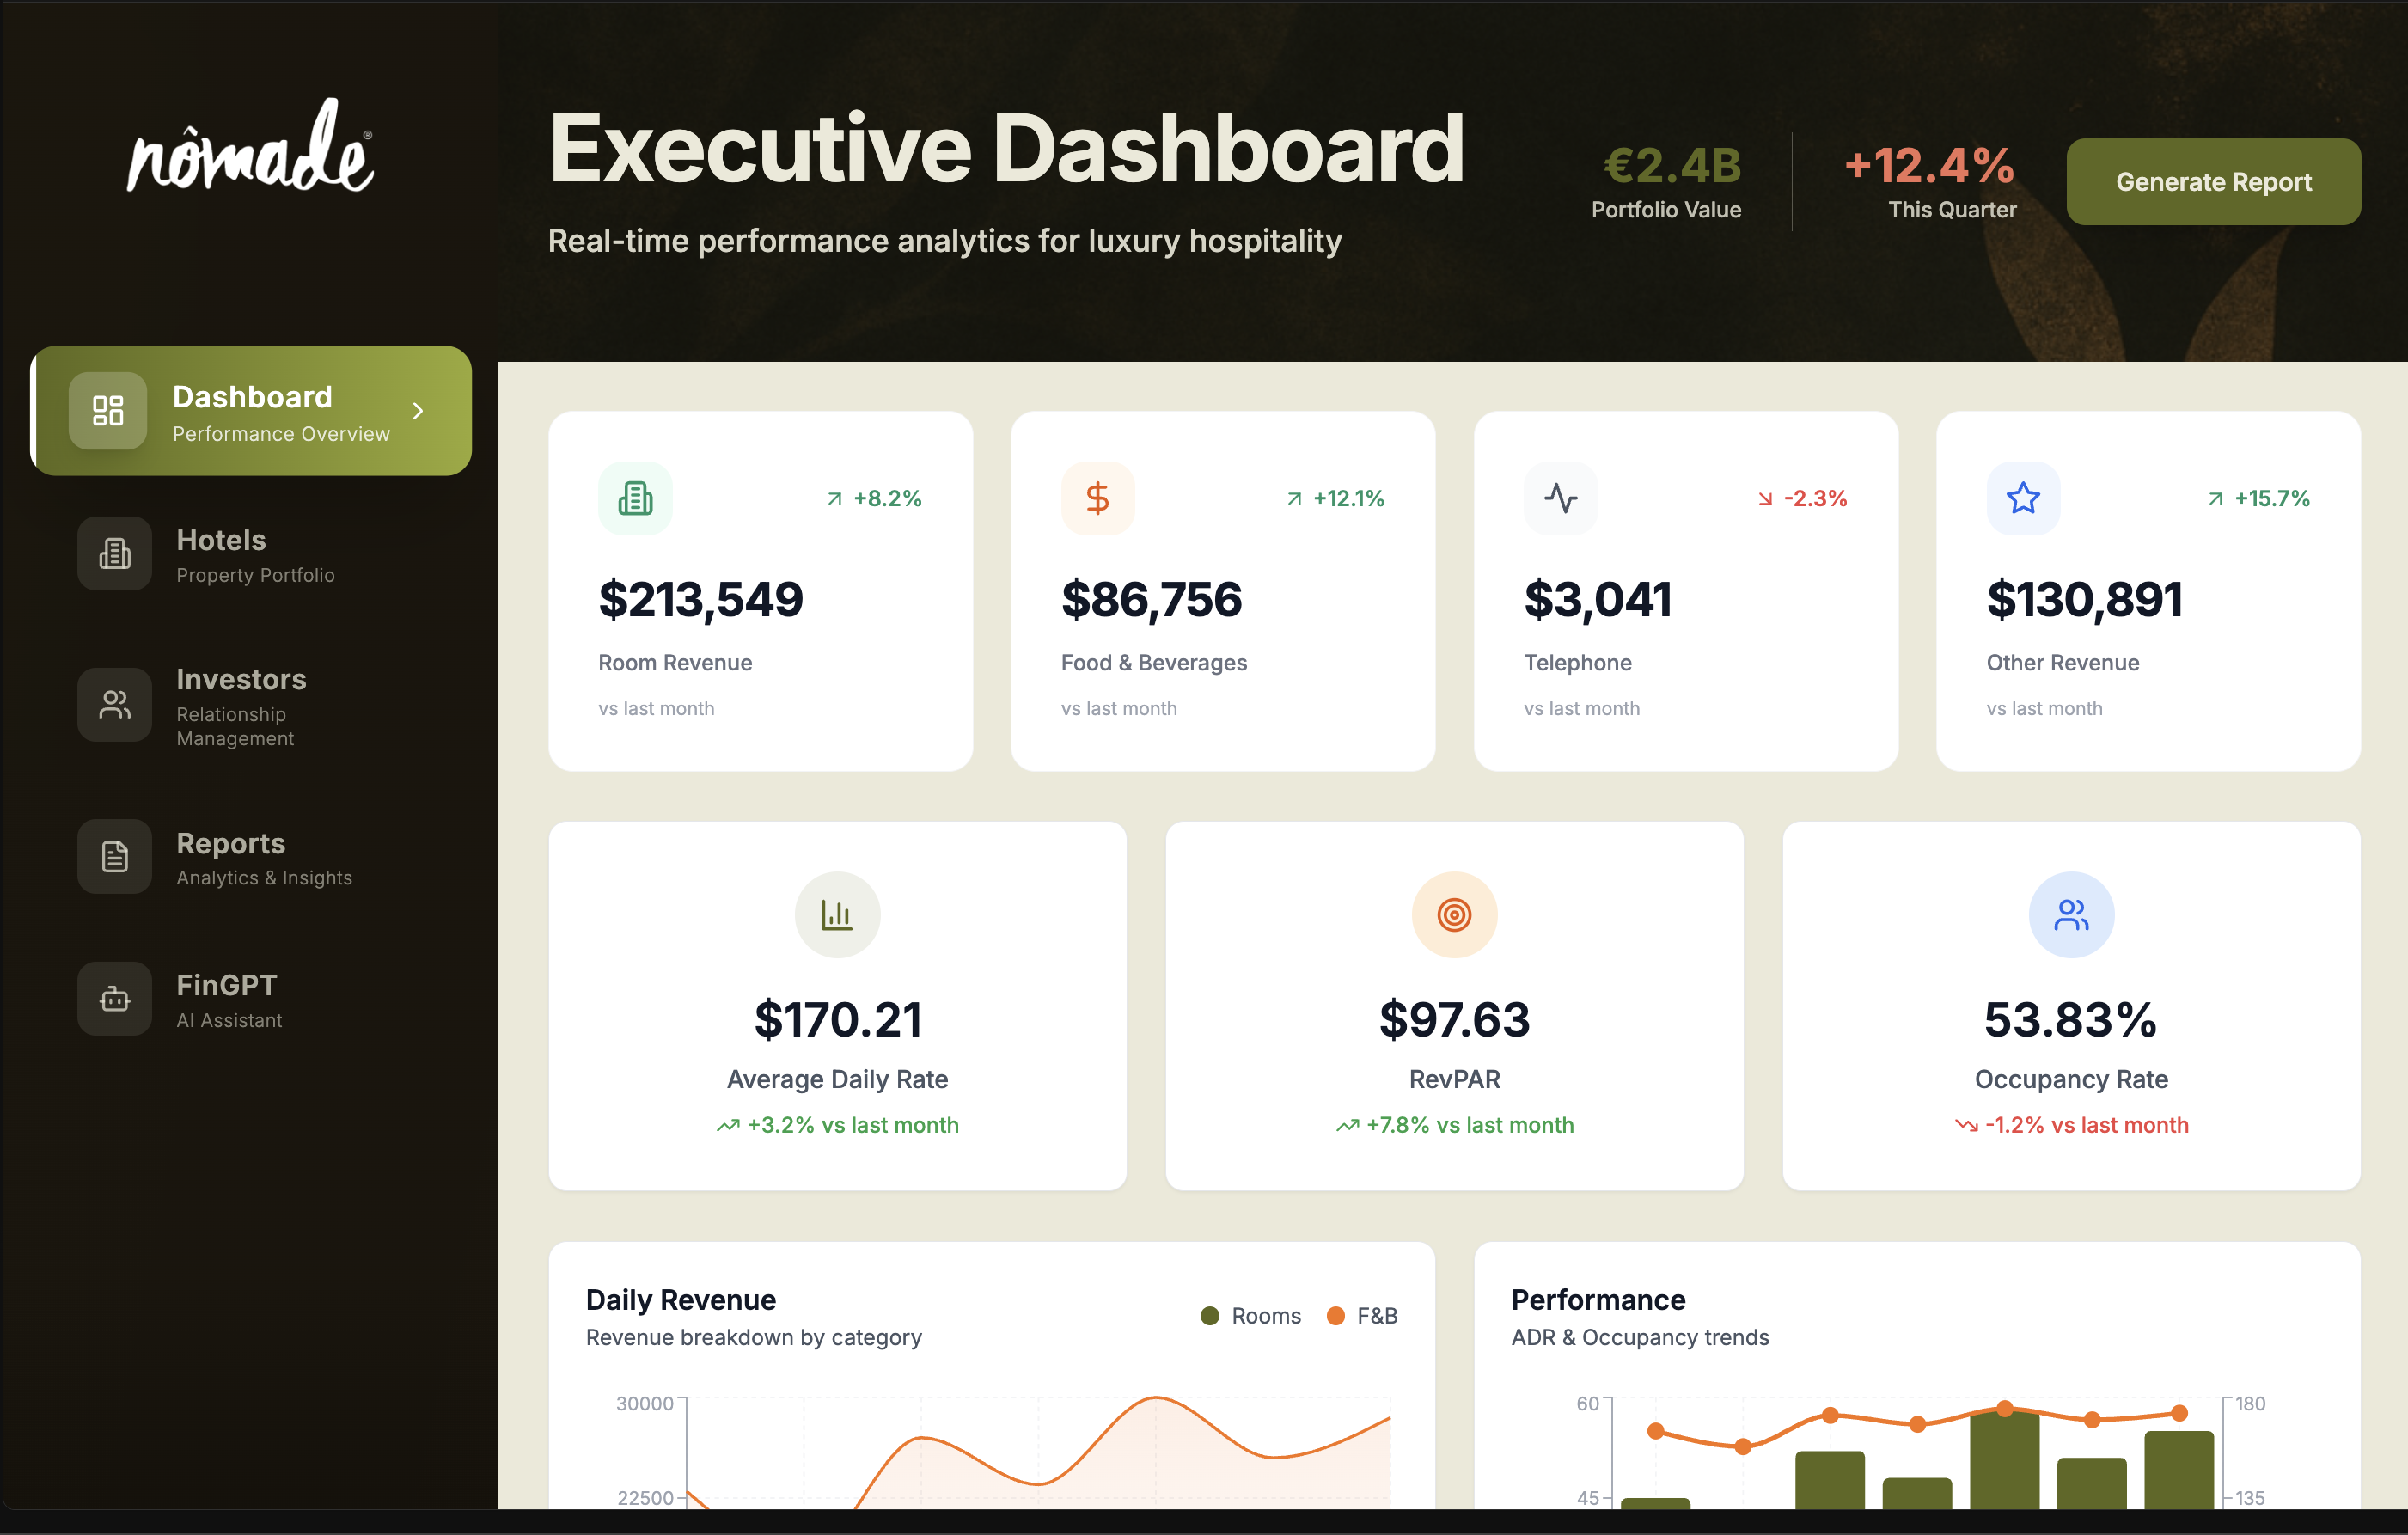 nômade®
Dashboard
Performance Overview
Hotels
Property Portfolio
Investors
Relationship
Management
Reports
Analytics & Insights
FinGPT
AI Assistant
Executive Dashboard
Real-time performance analytics for luxury hospitality
€2.4B
Portfolio Value
+12.4%
This Quarter
Generate Report
+8.2%
$213,549
Room Revenue
vs last month
+12.1%
$86,756
Food & Beverages
vs last month
-2.3%
$3,041
Telephone
vs last month
+15.7%
$130,891
Other Revenue
vs last month
$170.21
Average Daily Rate
+3.2% vs last month
$97.63
RevPAR
+7.8% vs last month
53.83%
Occupancy Rate
-1.2% vs last month
Daily Revenue
Revenue breakdown by category
Rooms
F&B
30000
22500
Performance
ADR & Occupancy trends
60
45
180
135